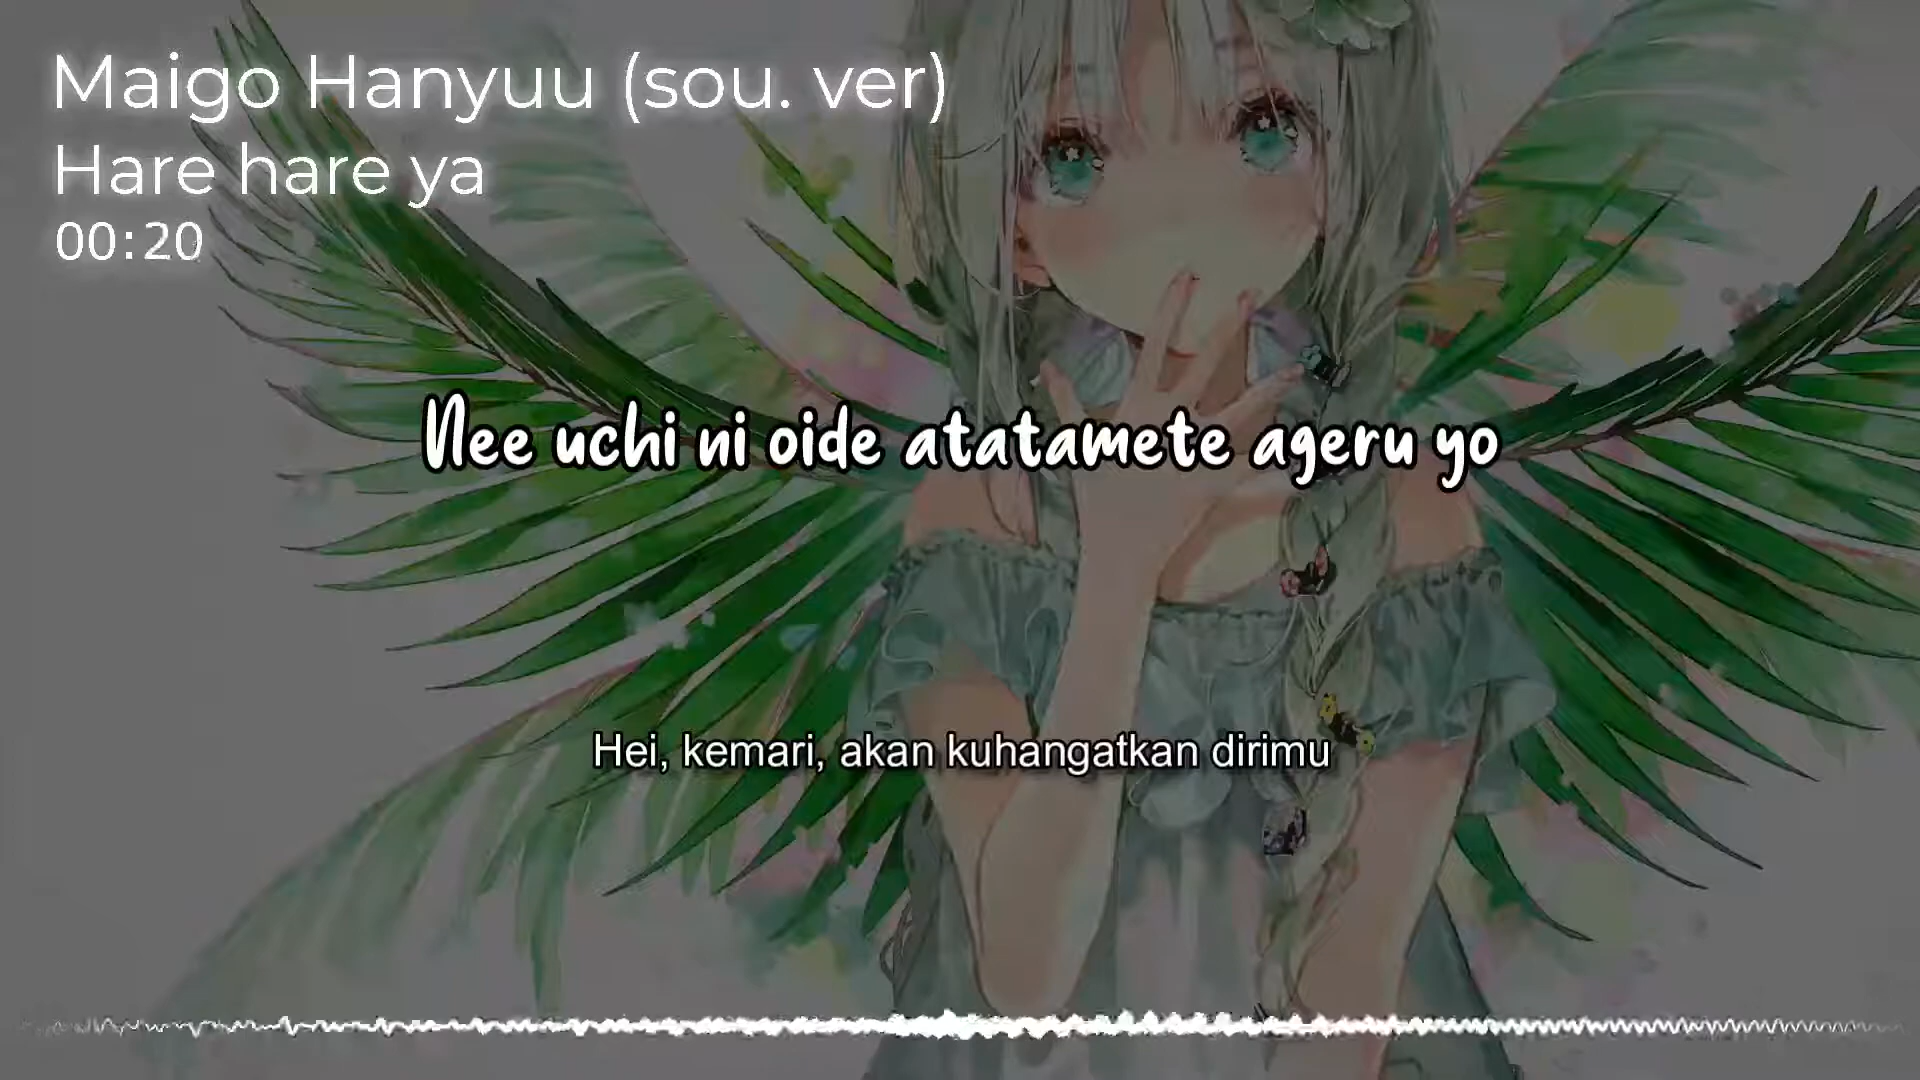 Maigo Hanyuu (sou. ver)
Hare hare ya
00:20
Nee uchi ni oide atatamete ageru yo
Hei, kemari, akan kuhangatkan dirimu